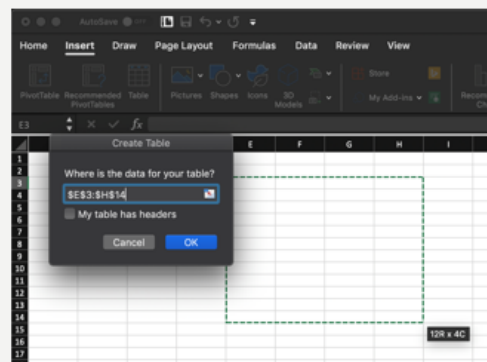 AutoSave
Home Insert Draw Page Layout Formulas Data Review View
Store
PivotTable Recommended PivotTables Table Pictures Shapes Icons 3D Models My Add-ins
E3 fx
Create Table
Where is the data for your table?
$E$3:$H$14
My table has headers
Cancel OK
E F G H I
1
2
3
4
5
6
7
8
9
10
11
12
13
14
12R x 4C
15
16
17